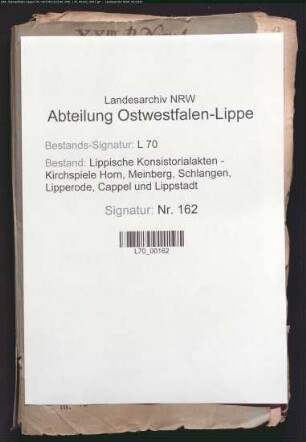 Landesarchiv NRW
Abteilung Ostwestfalen-Lippe
Bestands-Signatur: L 70
Bestand: Lippische Konsistorialakten -
Kirchspiele Horn, Meinberg, Schlangen,
Lipperode, Cappel und Lippstadt
Signatur: Nr. 162
L70_00162